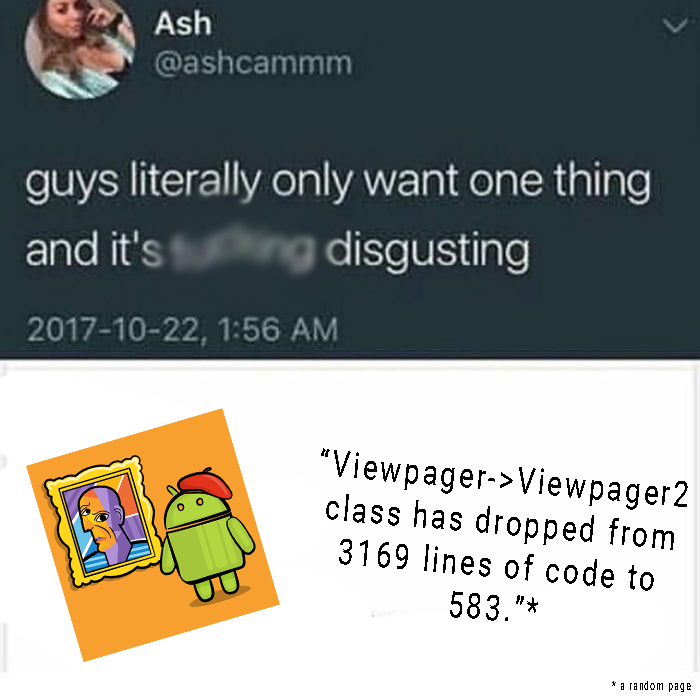 Ash
@ashcammm
guys literally only want one thing
and it's disgusting
2017-10-22, 1:56 AM
"Viewpager->Viewpager2
class has dropped from
3169 lines of code to
583."*
* a random page